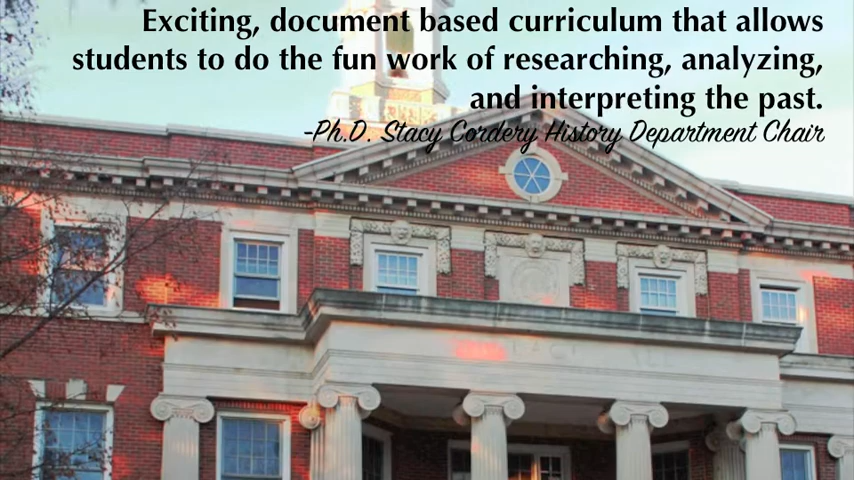 Exciting, document based curriculum that allows
students to do the fun work of researching, analyzing,
and interpreting the past.
-Ph.D. Stacy Cordery History Department Chair